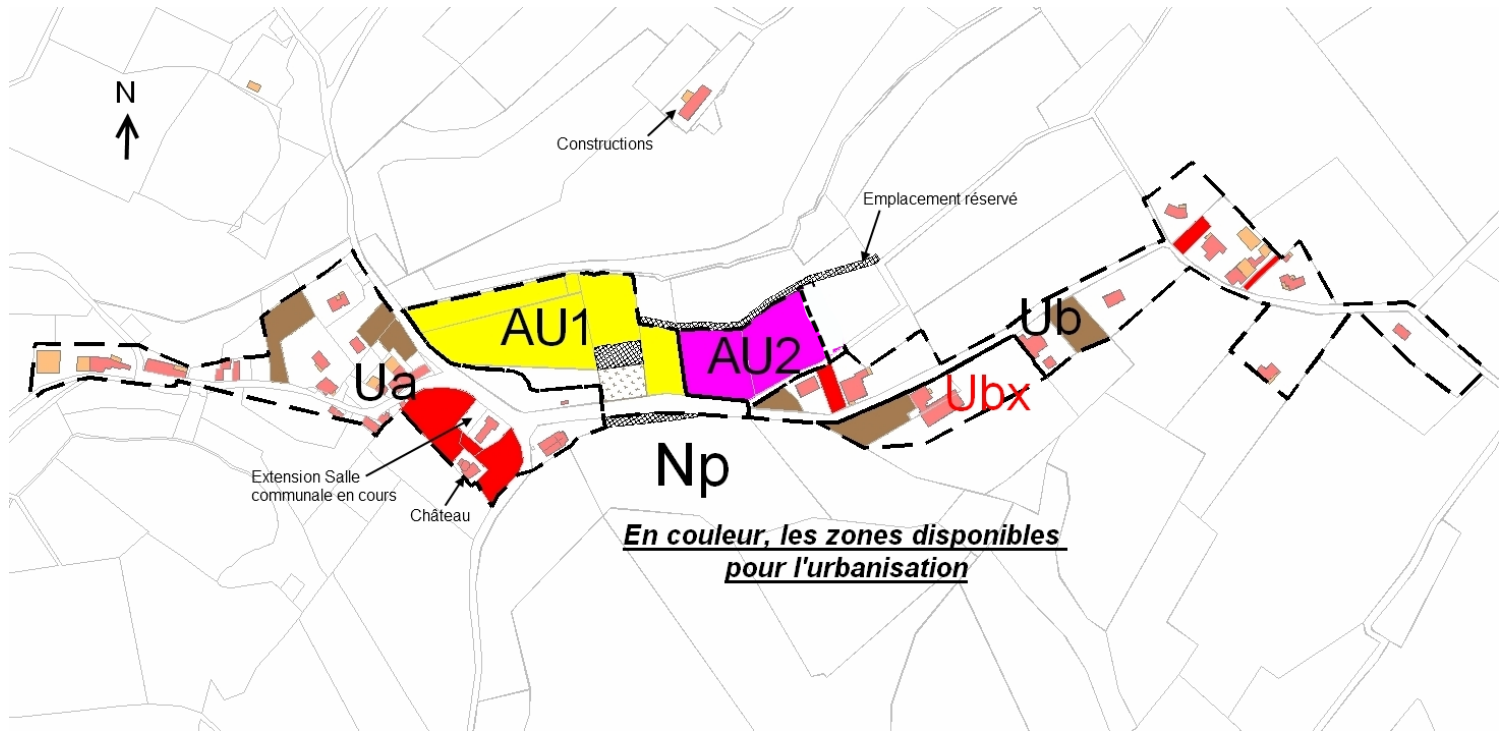 N
Constructions
Emplacement réservé
AU1
AU2
Ub
Ua
Ubx
Extension Salle
communale en cours
Château
Np
En couleur, les zones disponibles
pour l'urbanisation